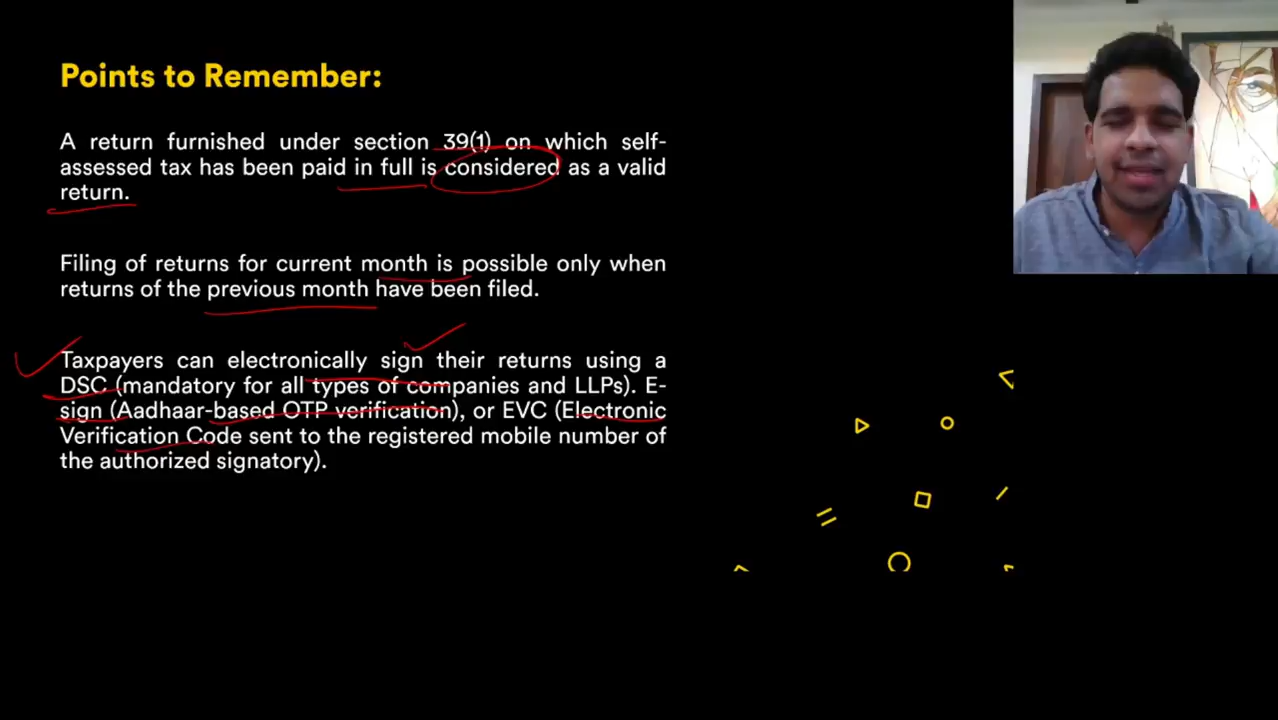 Points to Remember:
A return furnished under section 39(1) on which self-
assessed tax has been paid in full is considered as a valid
return.
Filing of returns for current month is possible only when
returns of the previous month have been filed.
Taxpayers can electronically sign their returns using a
DSC (mandatory for all types of companies and LLPs). E-
sign (Aadhaar-based OTP verification), or EVC (Electronic
Verification Code sent to the registered mobile number of
the authorized signatory).